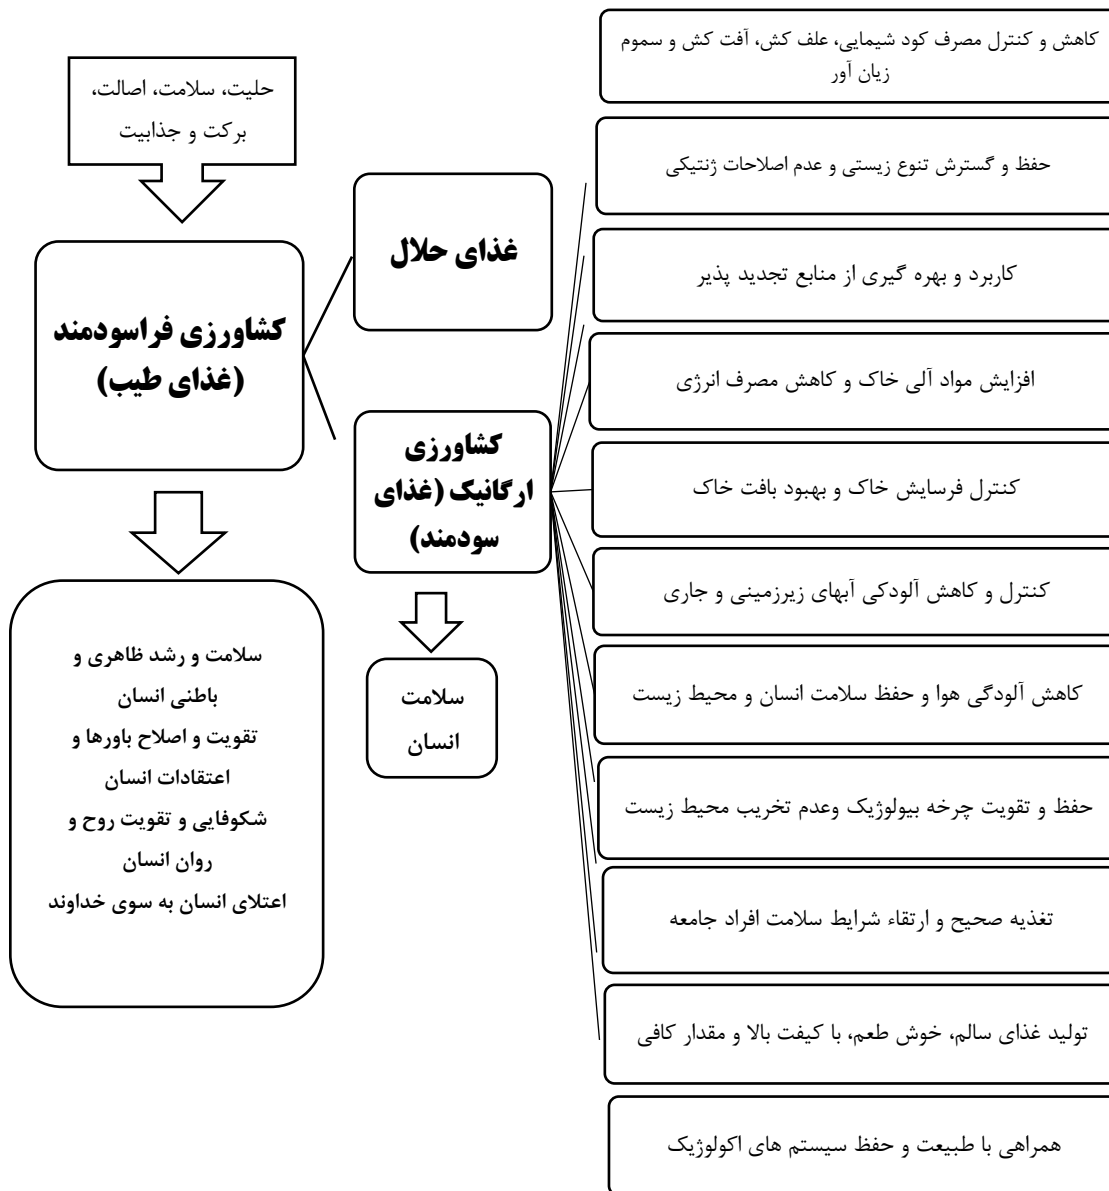 کاهش و کنترل مصرف کود شیمایی، علف کش، آفت کش و سموم
زیان آور
حفظ و گسترش تنوع زیستی و عدم اصلاحات ژنتیکی
کاربرد و بهره گیری از منابع تجدید پذیر
افزایش مواد آلی خاک و کاهش مصرف انرژی
کنترل فرسایش خاک و بهبود بافت خاک
کنترل و کاهش آلودکی آبهای زیرزمینی و جاری
کاهش آلودگی هوا و حفظ سلامت انسان و محیط زیست
حفظ و تقویت چرخه بیولوژیک وعدم تخریب محیط زیست
تغذیه صحیح و ارتقاء شرایط سلامت افراد جامعه
تولید غذای سالم، خوش طعم، با کیفت بالا و مقدار کافی
همراهی با طبیعت و حفظ سیستم های اکولوژیک
غذای حلال
کشاورزی
ارگانیک (غذای
سودمند)
سلامت
انسان
حلیت، سلامت، اصالت،
برکت و جذابیت
کشاورزی فراسودمند
(غذای طیب)
سلامت و رشد ظاهری و
باطنی انسان
تقویت و اصلاح باورها و
اعتقادات انسان
شکوفایی و تقویت روح و
روان انسان
اعتلای انسان به سوی خداوند